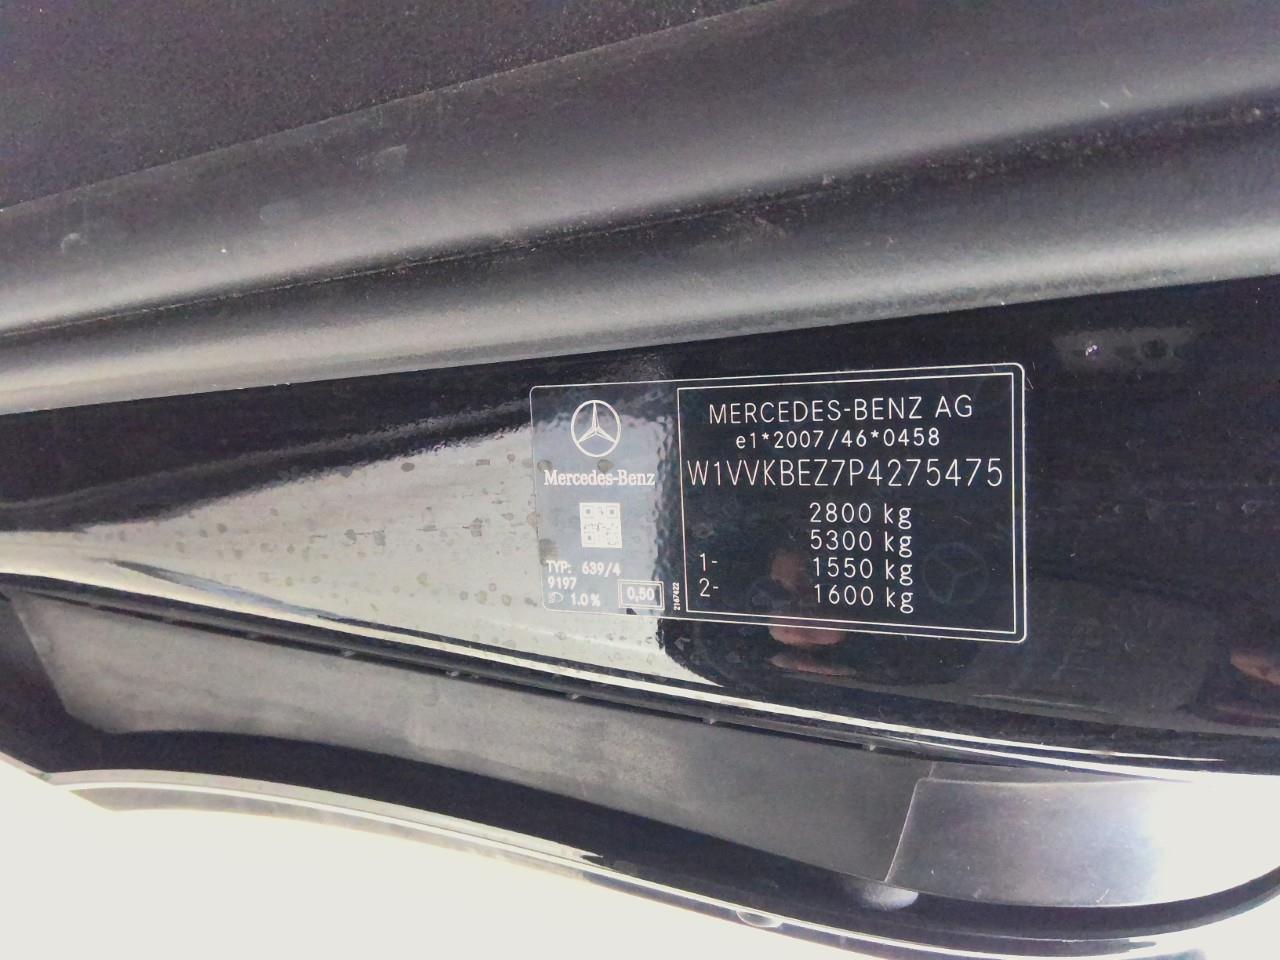 Mercedes-Benz
TYP: 639/4
9197
1.0 %
0,50
2167422
MERCEDES-BENZ AG
e1*2007/46*0458
W1VVKBEZ7P4275475
2800 kg
5300 kg
1- 1550 kg
2- 1600 kg